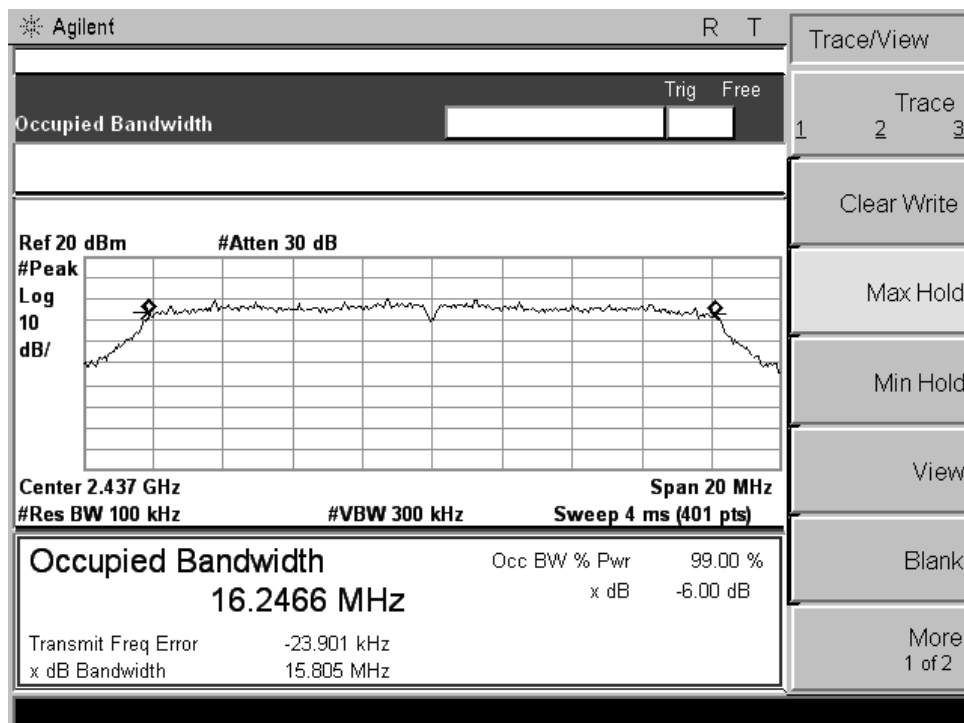 Agilent R T
Trace/View
Trig Free
Occupied Bandwidth
Trace
1 2 3
Clear Write
Max Hold
Min Hold
View
Blank
More
1 of 2
Ref 20 dBm #Atten 30 dB
#Peak
Log
10
dB/
Center 2.437 GHz Span 20 MHz
#Res BW 100 kHz #VBW 300 kHz Sweep 4 ms (401 pts)
Occupied Bandwidth
16.2466 MHz
Occ BW % Pwr 99.00 %
x dB -6.00 dB
Transmit Freq Error -23.901 kHz
x dB Bandwidth 15.805 MHz